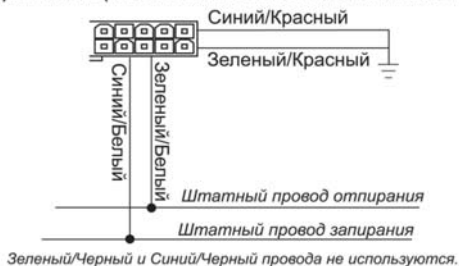 Синий/Красный
Зеленый/Красный
Синий/Белый
Зеленый/Белый
Штатный провод отпирания
Штатный провод запирания
Зеленый/Черный и Синий/Черный провода не используются.